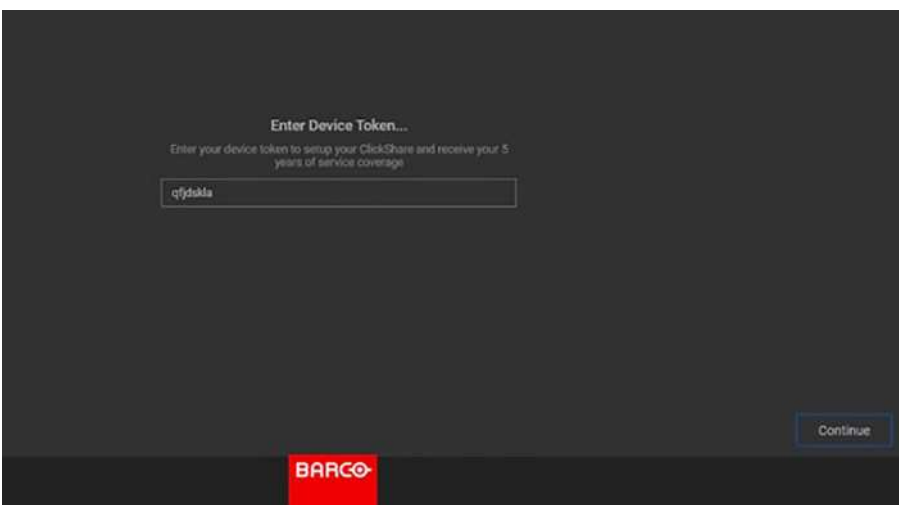 Enter Device Token...
Enter your device token to setup your ClickShare and receive your 5
years of service coverage
qfjdskla
Continue
BARCO